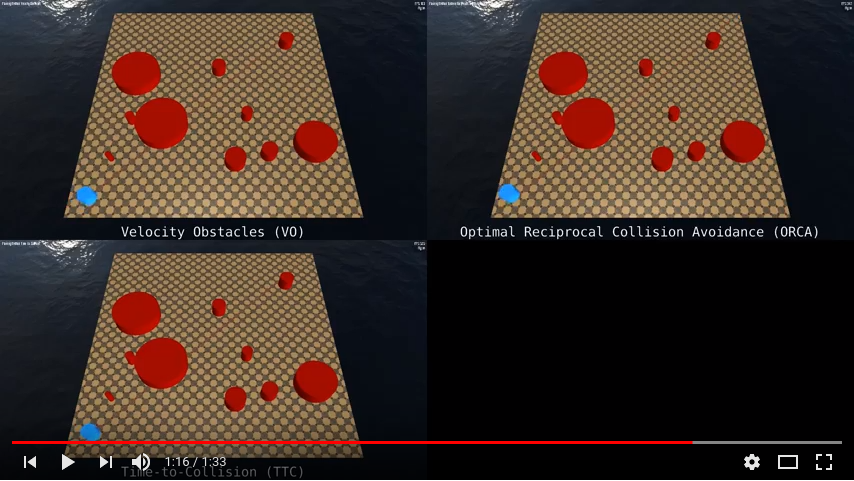 Velocity Obstacles (VO)
Optimal Reciprocal Collision Avoidance (ORCA)
1:16 / 1:33
Time-to-Collision (TTC)